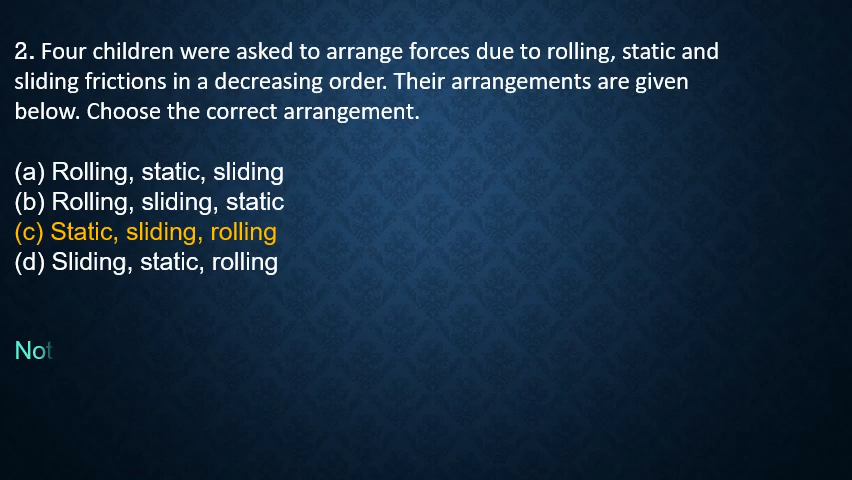 2. Four children were asked to arrange forces due to rolling, static and
sliding frictions in a decreasing order. Their arrangements are given
below. Choose the correct arrangement.
(a) Rolling, static, sliding
(b) Rolling, sliding, static
(c) Static, sliding, rolling
(d) Sliding, static, rolling
Not